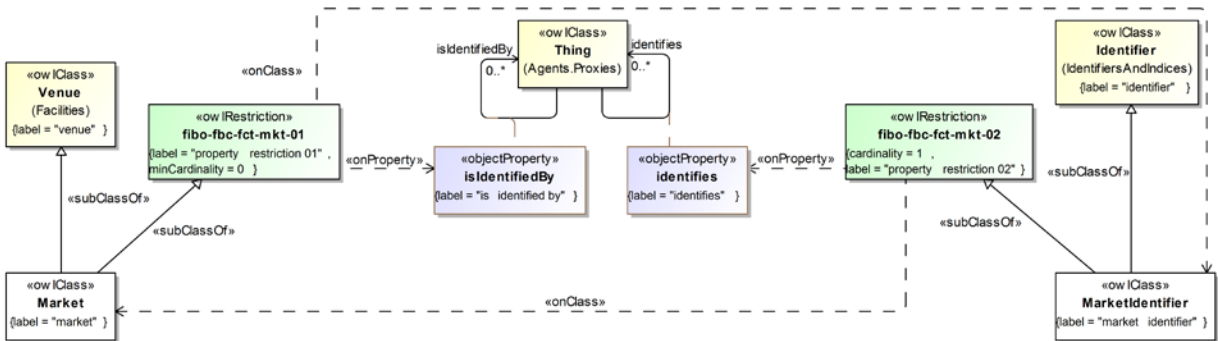 «owlClass»
Venue
(Facilities)
{label = "venue" }
«onClass»
«owlRestriction»
fibo-fbc-fct-mkt-01
{label = "property restriction 01" ,
minCardinality = 0 }
«subClassOf»
«subClassOf»
«owlClass»
Market
{label = "market" }
«onProperty»
isIdentifiedBy
0..*
«owlClass»
Thing
(Agents.Proxies)
identifies
0..*
«objectProperty»
isIdentifiedBy
{label = "is identified by" }
«objectProperty»
identifies
{label = "identifies" }
«onProperty»
«owlRestriction»
fibo-fbc-fct-mkt-02
{cardinality = 1 ,
label = "property restriction 02" }
«owlClass»
Identifier
(IdentifiersAndIndices)
{label = "identifier" }
«subClassOf»
«subClassOf»
«onClass»
«owlClass»
MarketIdentifier
{label = "market identifier" }